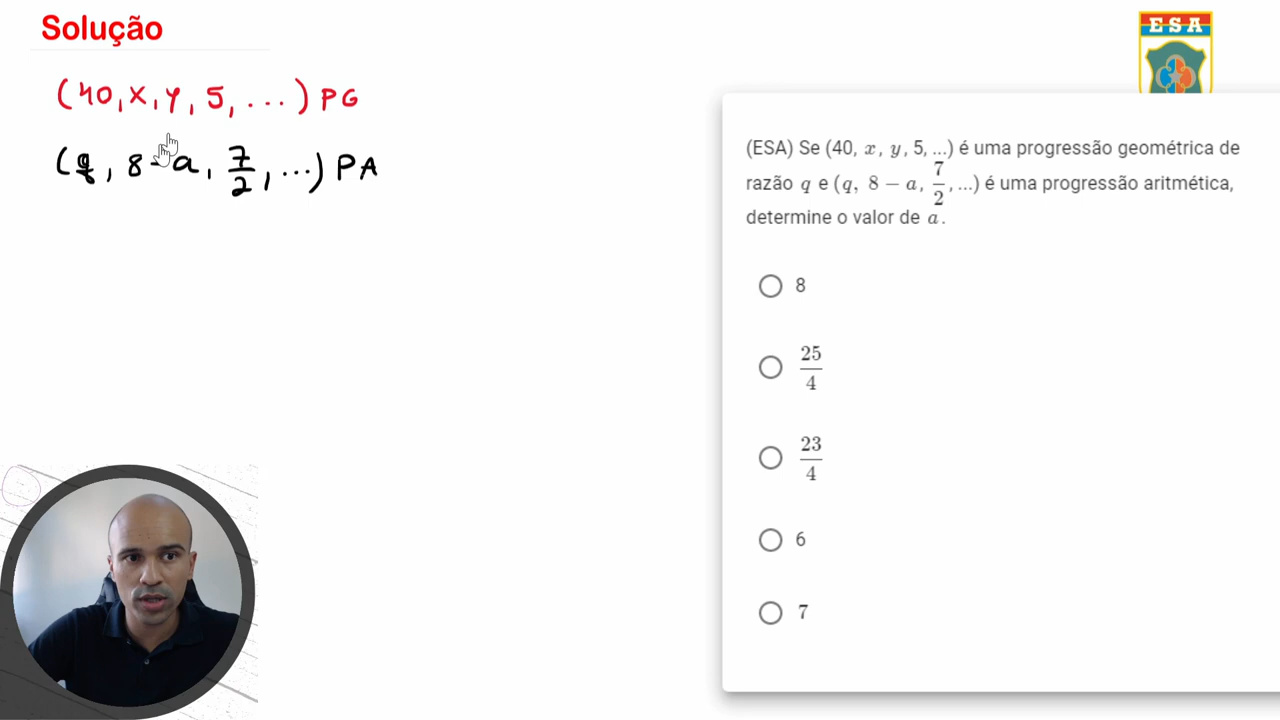 Solução
(40, x, y, 5, ...) PG
(q, 8 - a, 7/2, ...) PA
ESA
(ESA) Se (40, x, y, 5, ...) é uma progressão geométrica de
razão q e (q, 8 − a, 7/2, ...) é uma progressão aritmética,
determine o valor de a.
8
25/4
23/4
6
7